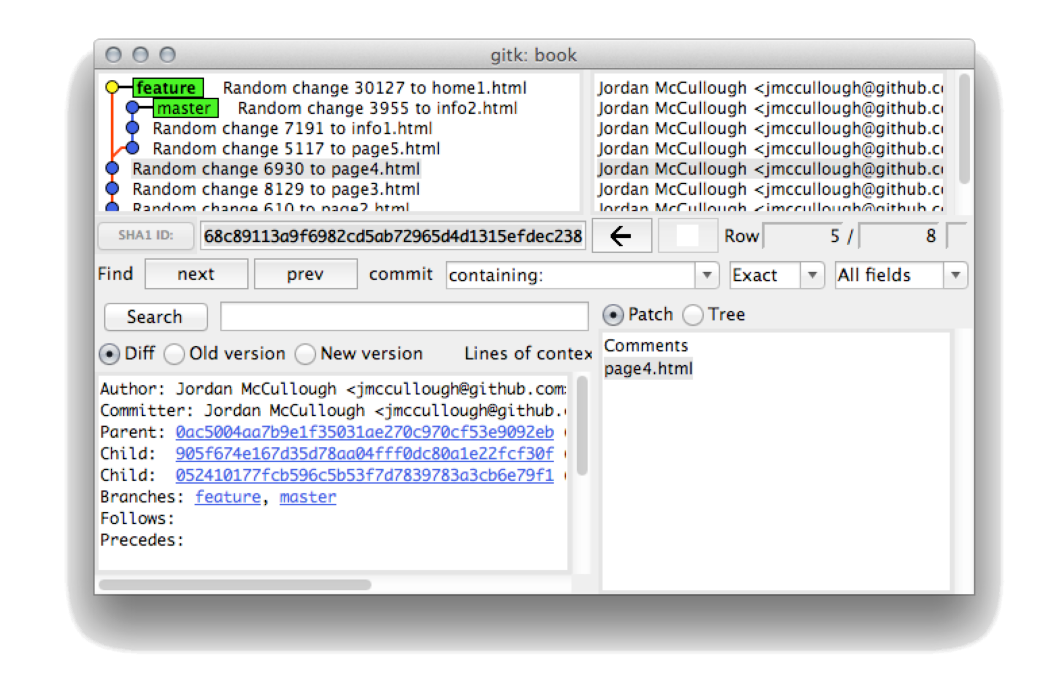 gitk: book
feature Random change 30127 to home1.html
master Random change 3955 to info2.html
Random change 7191 to info1.html
Random change 5117 to page5.html
Random change 6930 to page4.html
Random change 8129 to page3.html
Random change 610 to page2.html
Jordan McCullough <jmccullough@github.c
Jordan McCullough <jmccullough@github.c
Jordan McCullough <jmccullough@github.c
Jordan McCullough <jmccullough@github.c
Jordan McCullough <jmccullough@github.c
Jordan McCullough <jmccullough@github.c
Jordan McCullough <jmccullough@github.c
SHA1 ID: 68c89113a9f6982cd5ab72965d4d1315efdec238 Row 5 / 8
Find next prev commit containing: Exact All fields
Search
Diff Old version New version Lines of contex
Author: Jordan McCullough <jmccullough@github.com
Committer: Jordan McCullough <jmccullough@github.
Parent: 0ac5004aa7b9e1f35031ae270c970cf53e9092eb
Child: 905f674e167d35d78aa04fff0dc80a1e22fcf30f
Child: 052410177fcb596c5b53f7d7839783a3cb6e79f1
Branches: feature, master
Follows:
Precedes:
Patch Tree
Comments
page4.html